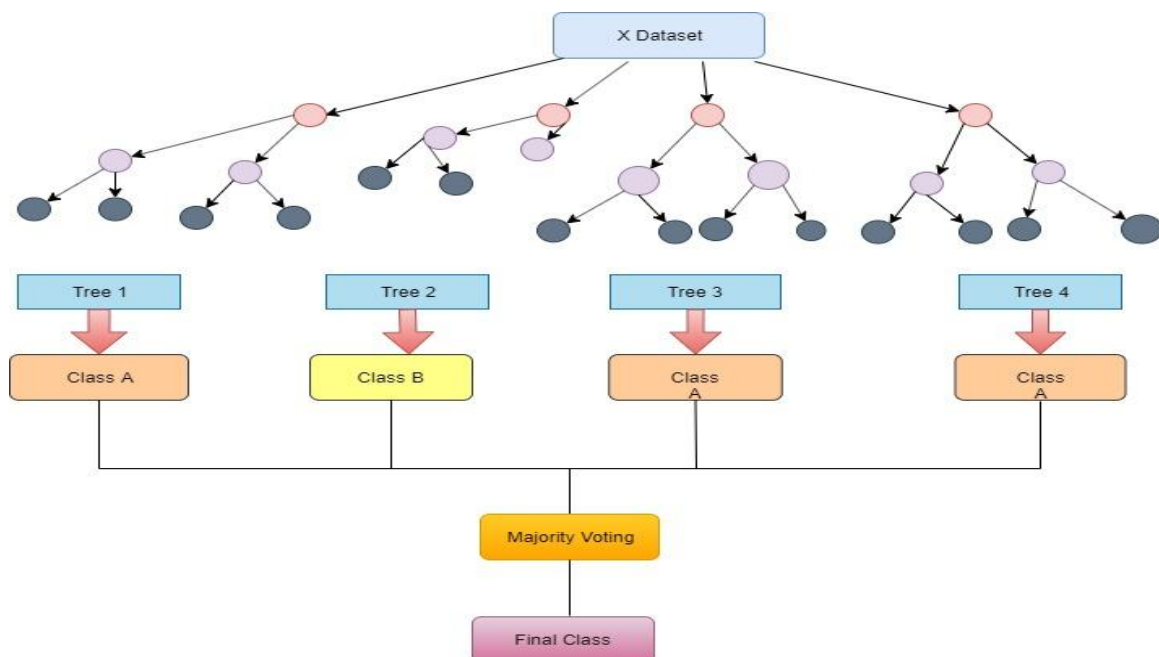 X Dataset
Tree 1
Tree 2
Tree 3
Tree 4
Class A
Class B
Class
A
Class
A
Majority Voting
Final Class